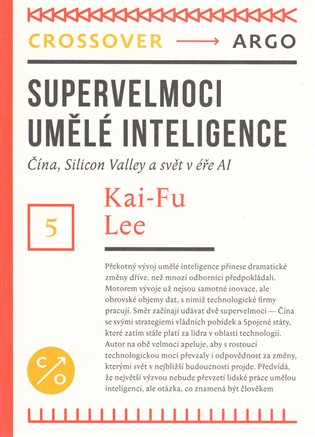 CROSSOVER → ARGO
SUPERVELMOCI
UMĚLÉ INTELIGENCE
Čína, Silicon Valley a svět v éře AI
5
Kai-Fu
Lee
Překotný vývoj umělé inteligence přinese dramatické
změny dříve, než mnozí odborníci předpokládali.
Motorem vývoje už nejsou samotné inovace, ale
obrovské objemy dat, s nimiž technologické firmy
pracují. Směr začínají udávat dvě supervelmoci — Čína
se svými strategiemi vládních pobídek a Spojené státy,
které zatím stále platí za lídra v oblasti technologií.
Autor na obě velmoci apeluje, aby s rostoucí
technologickou mocí převzaly i odpovědnost za změny,
kterými svět v nejbližší budoucnosti projde. Předvídá,
že největší výzvou nebude převzetí lidské práce umělou
inteligencí, ale otázka, co znamená být člověkem
C/O